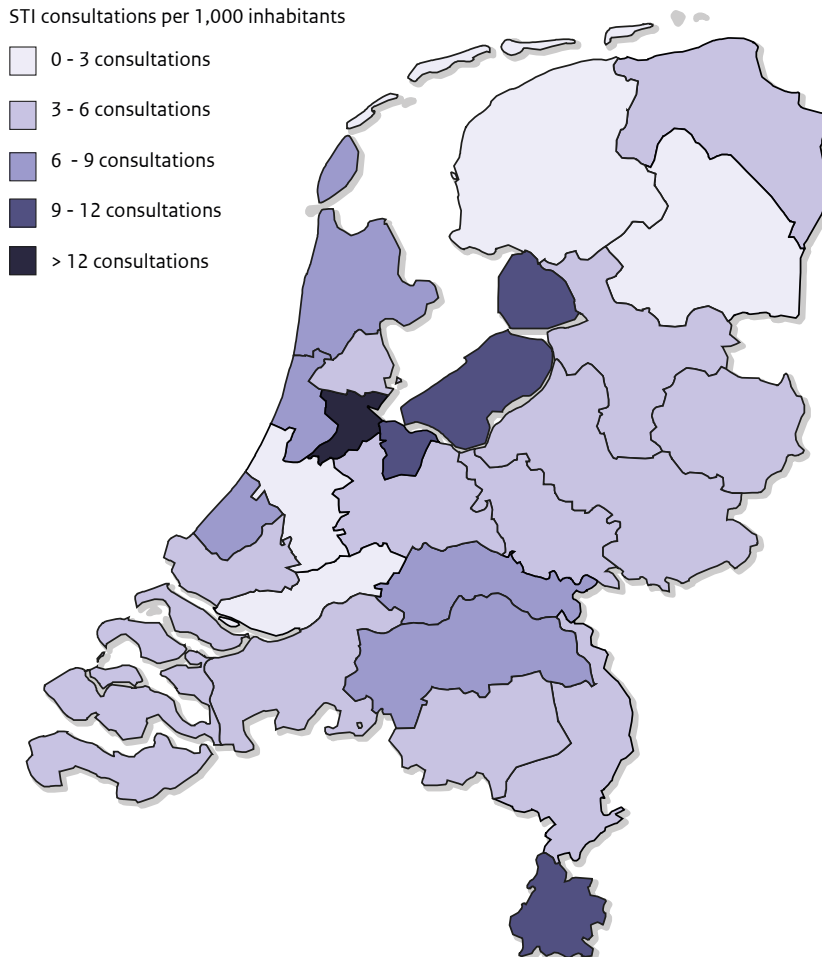 STI consultations per 1,000 inhabitants
0 - 3 consultations
3 - 6 consultations
6 - 9 consultations
9 - 12 consultations
> 12 consultations